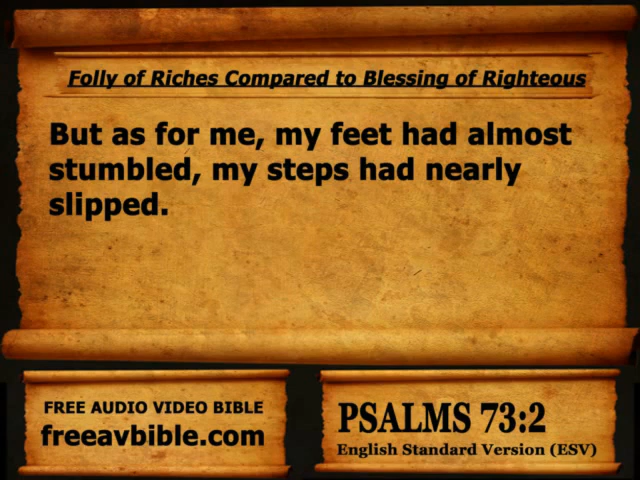 Folly of Riches Compared to Blessing of Righteous
But as for me, my feet had almost
stumbled, my steps had nearly
slipped.
FREE AUDIO VIDEO BIBLE
freeavbible.com
PSALMS 73:2
English Standard Version (ESV)